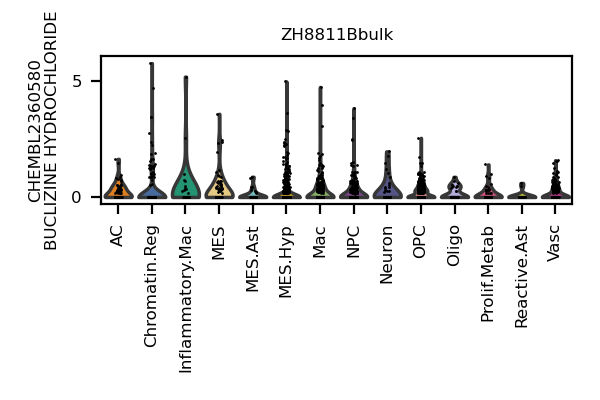 ZH8811Bbulk
CHEMBL2360580
BUCLIZINE HYDROCHLORIDE
5
0
AC
Chromatin.Reg
Inflammatory.Mac
MES
MES.Ast
MES.Hyp
Mac
NPC
Neuron
OPC
Oligo
Prolif.Metab
Reactive.Ast
Vasc